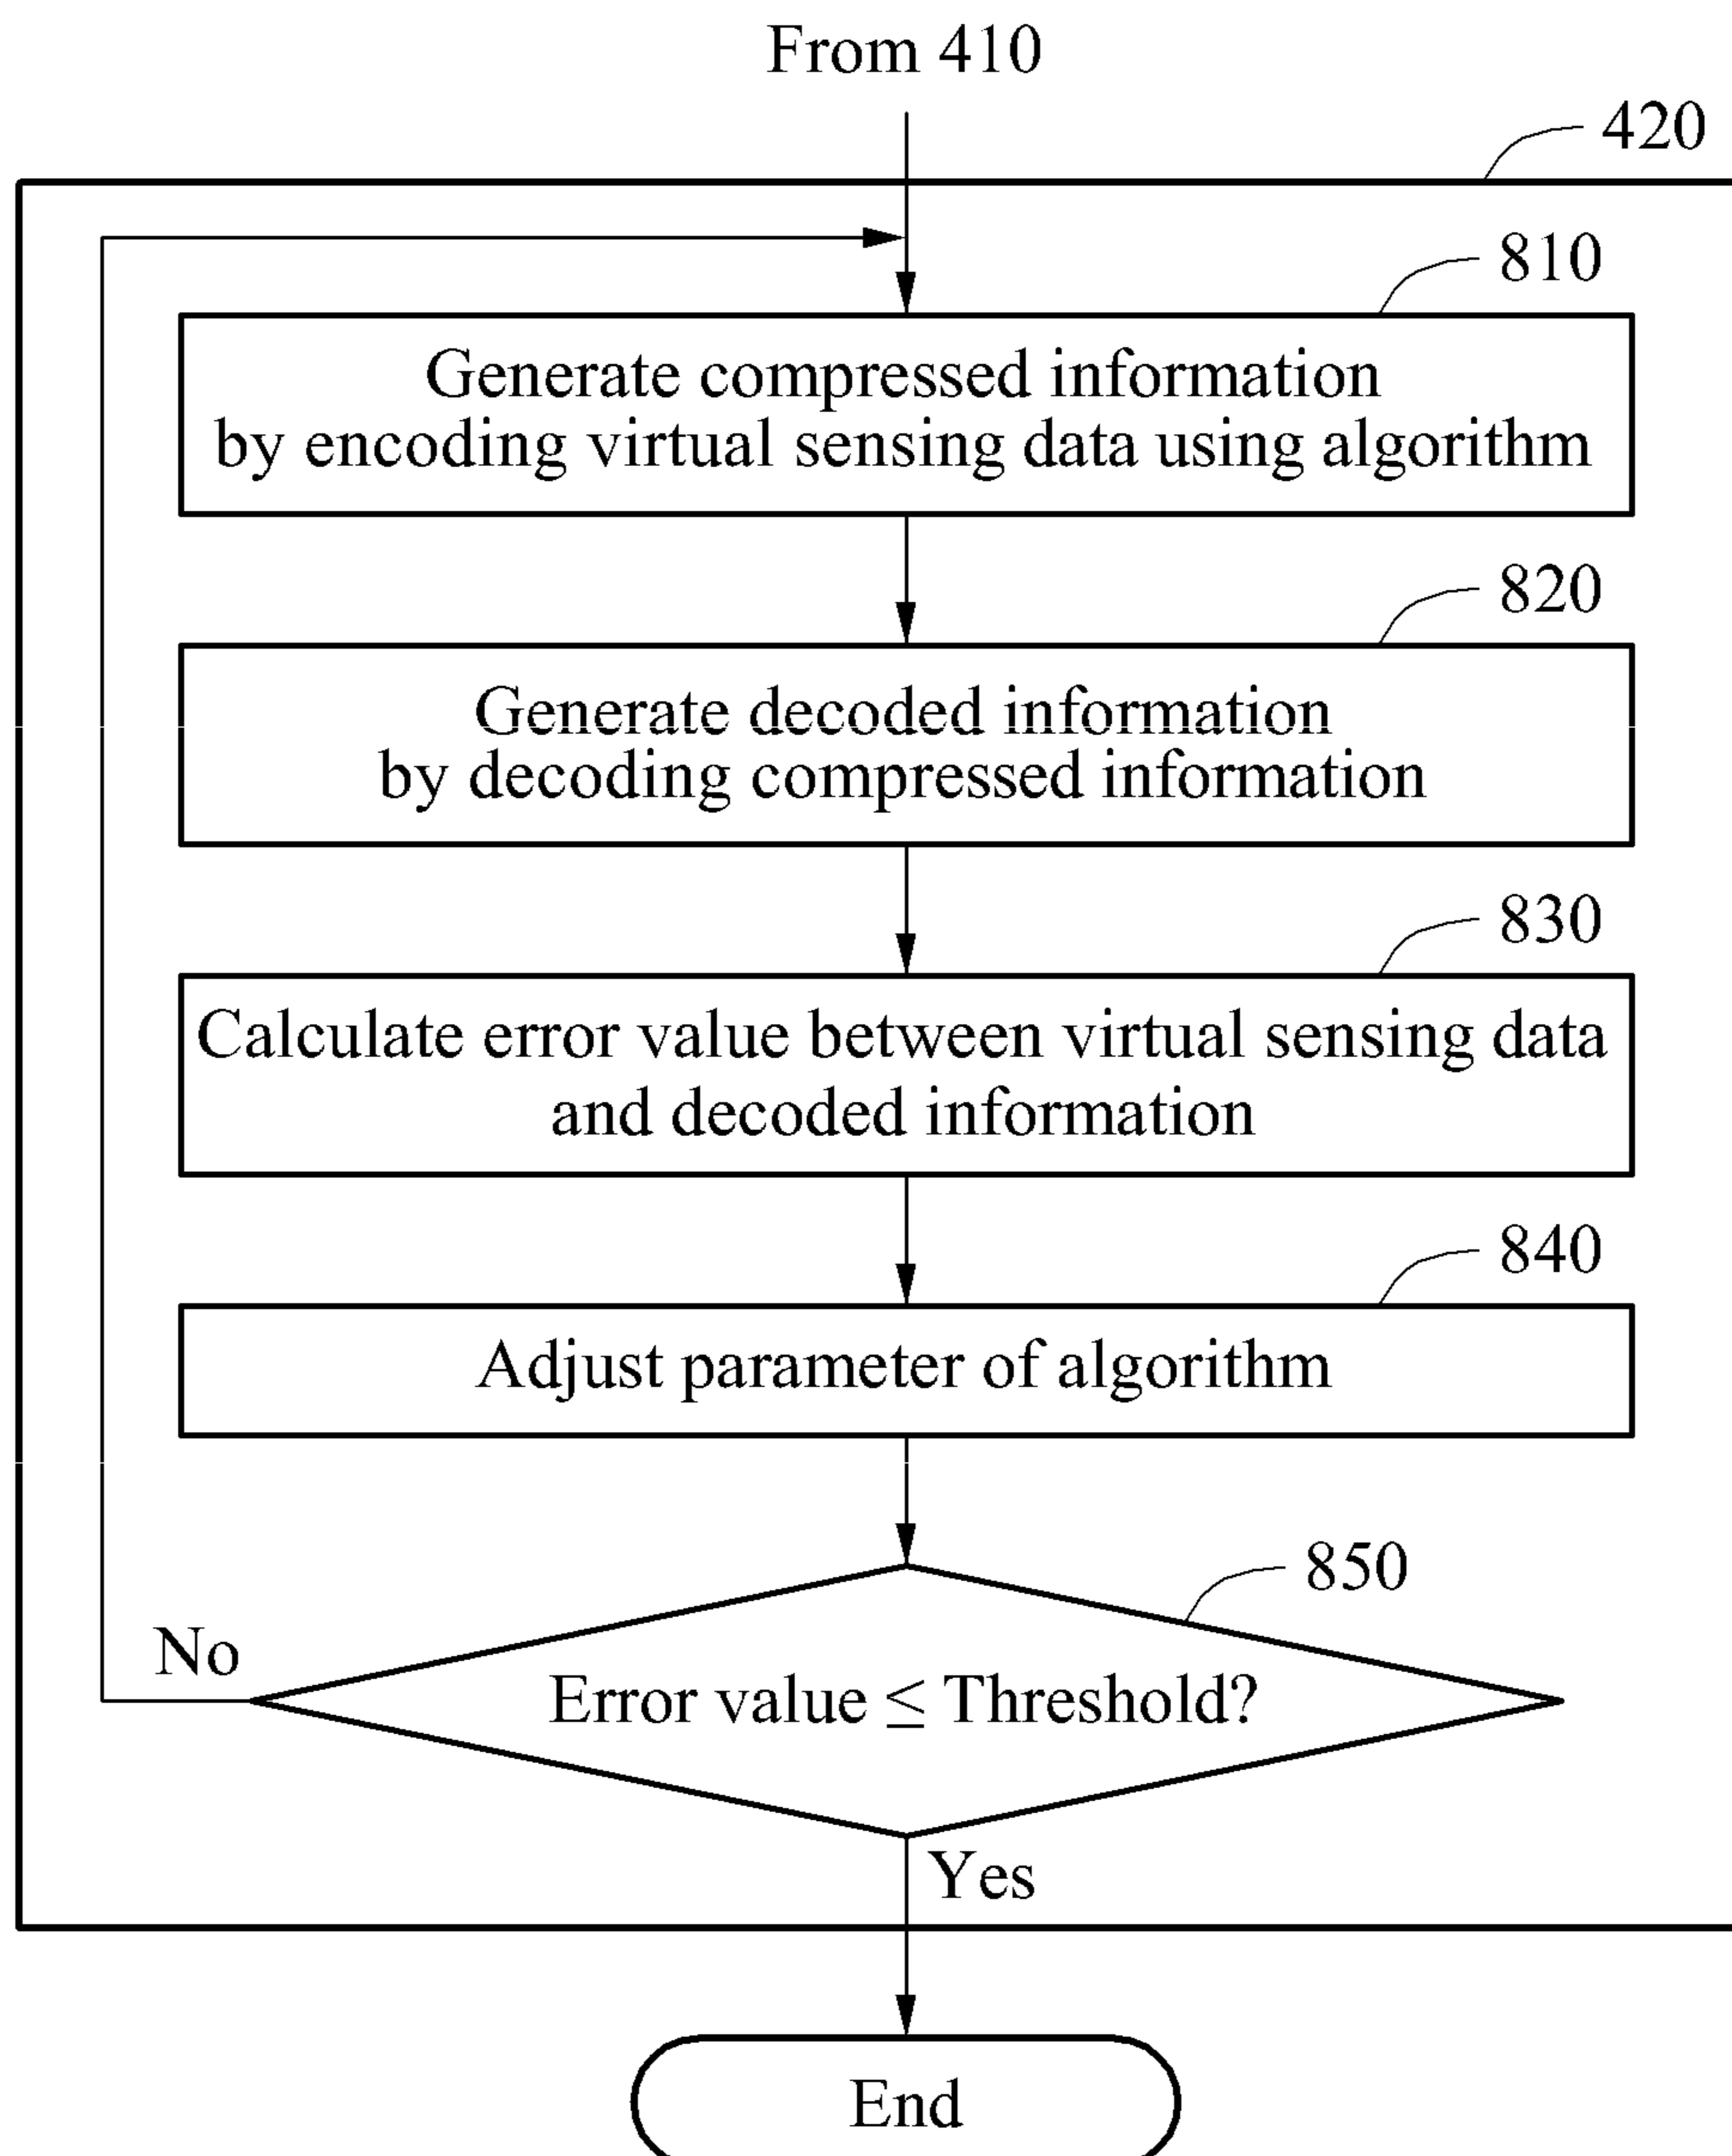 From 410
420
810
Generate compressed information
by encoding virtual sensing data using algorithm
820
Generate decoded information
by decoding compressed information
830
Calculate error value between virtual sensing data
and decoded information
840
Adjust parameter of algorithm
850
Error value ≤ Threshold?
No
Yes
End